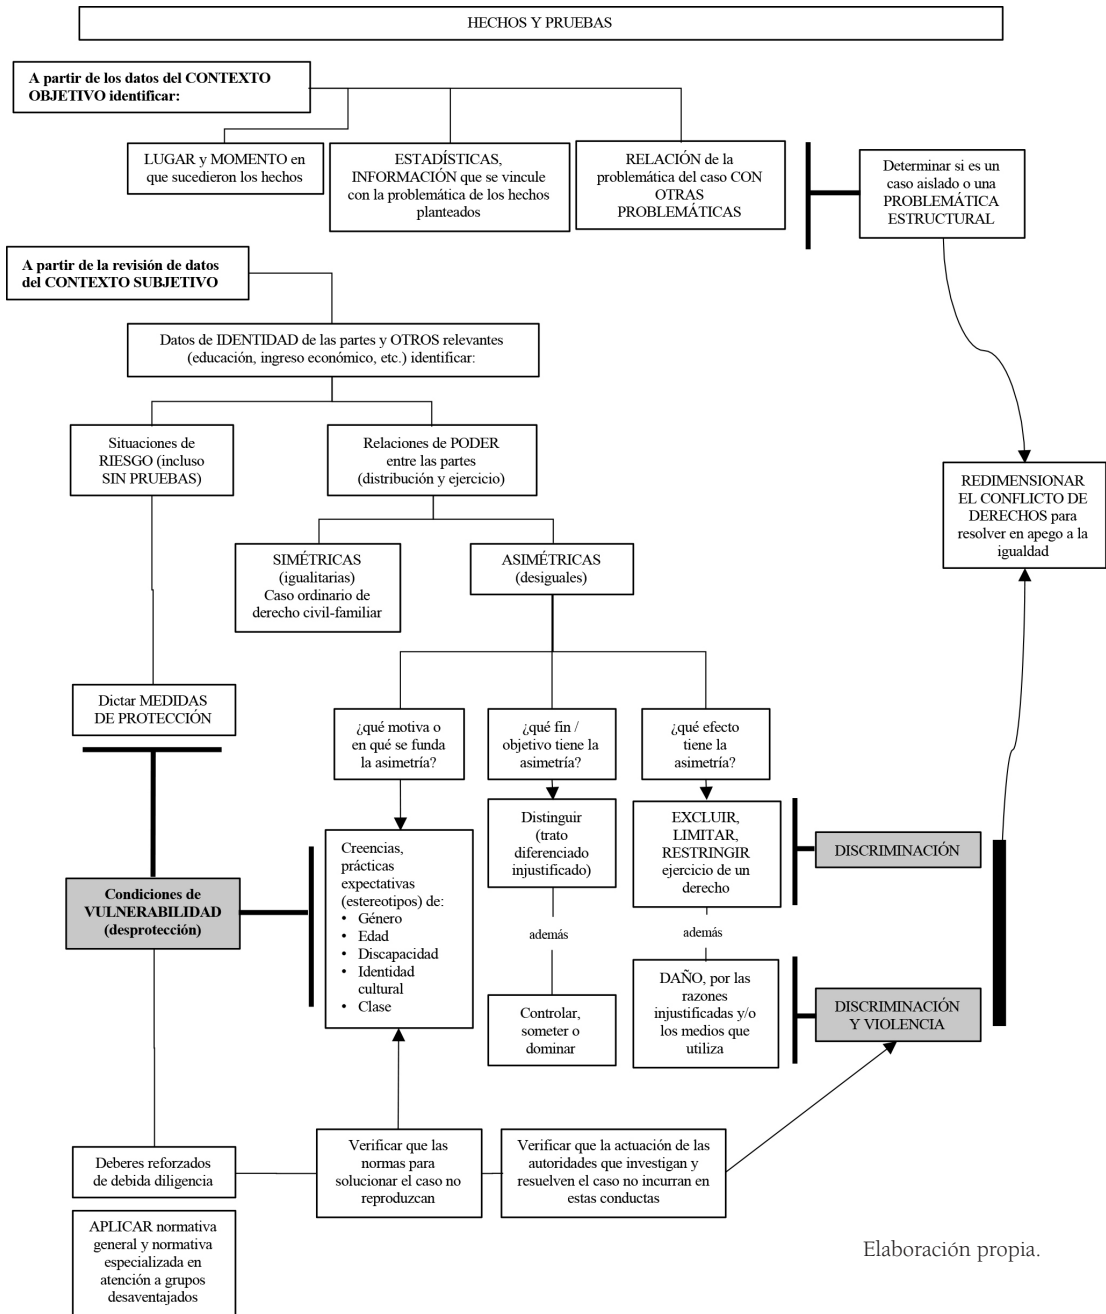 HECHOS Y PRUEBAS
A partir de los datos del CONTEXTO
OBJETIVO identificar:
LUGAR y MOMENTO en
que sucedieron los hechos
ESTADÍSTICAS,
INFORMACIÓN que se vincule
con la problemática de los hechos
planteados
RELACIÓN de la
problemática del caso CON
OTRAS
PROBLEMÁTICAS
Determinar si es un
caso aislado o una
PROBLEMÁTICA
ESTRUCTURAL
A partir de la revisión de datos
del CONTEXTO SUBJETIVO
Datos de IDENTIDAD de las partes y OTROS relevantes
(educación, ingreso económico, etc.) identificar:
Situaciones de
RIESGO (incluso
SIN PRUEBAS)
Relaciones de PODER
entre las partes
(distribución y ejercicio)
REDIMENSIONAR
EL CONFLICTO DE
DERECHOS para
resolver en apego a la
igualdad
SIMÉTRICAS
(igualitarias)
Caso ordinario de
derecho civil-familiar
ASIMÉTRICAS
(desiguales)
Dictar MEDIDAS
DE PROTECCIÓN
¿qué motiva o
en qué se funda
la asimetría?
¿qué fin /
objetivo tiene la
asimetría?
¿qué efecto
tiene la
asimetría?
Creencias,
prácticas
expectativas
(estereotipos) de:
• Género
• Edad
• Discapacidad
• Identidad
cultural
• Clase
Distinguir
(trato
diferenciado
injustificado)
EXCLUIR,
LIMITAR,
RESTRINGIR
ejercicio de un
derecho
DISCRIMINACIÓN
Condiciones de
VULNERABILIDAD
(desprotección)
además
además
Controlar,
someter o
dominar
DAÑO, por las
razones
injustificadas y/o
los medios que
utiliza
DISCRIMINACIÓN
Y VIOLENCIA
Deberes reforzados
de debida diligencia
Verificar que las
normas para
solucionar el caso no
reproduzcan
Verificar que la actuación de las
autoridades que investigan y
resuelven el caso no incurran en
estas conductas
APLICAR normativa
general y normativa
especializada en
atención a grupos
desaventajados
Elaboración propia.